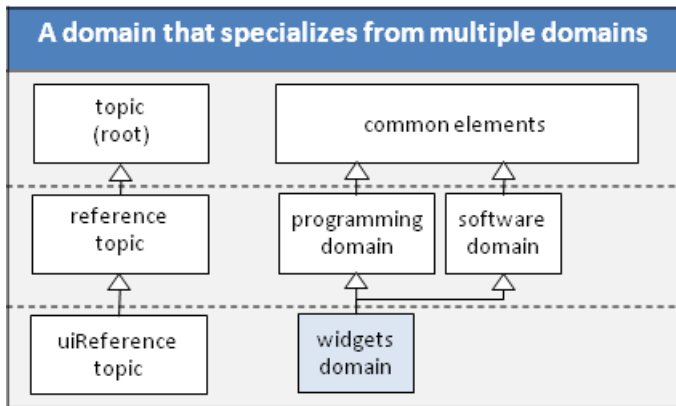 A domain that specializes from multiple domains
topic
(root)
common elements
reference
topic
programming
domain
software
domain
uiReference
topic
widgets
domain